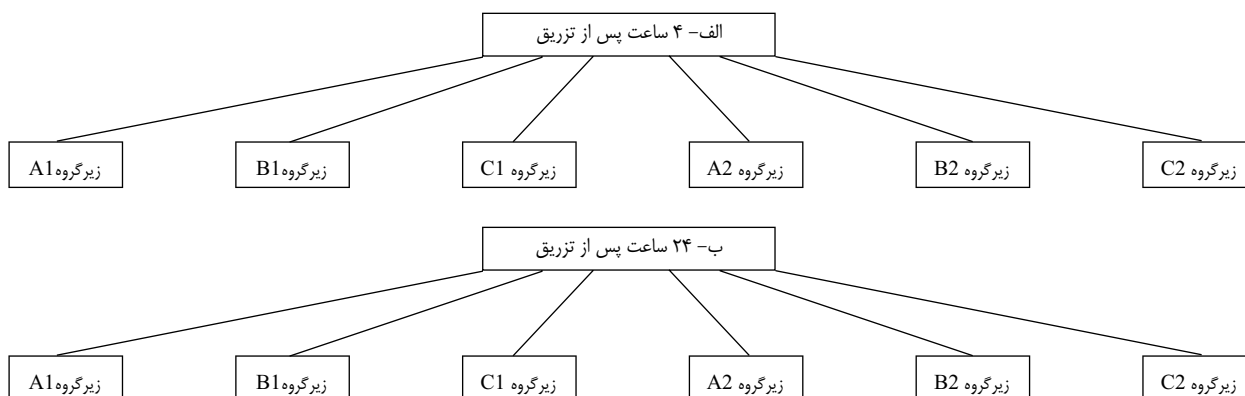 الف- ۴ ساعت پس از تزریق
زیرگروهA1
زیرگروهB1
زیرگروه C1
زیرگروه A2
زیرگروه B2
زیرگروه C2
ب- ۲۴ ساعت پس از تزریق
زیرگروهA1
زیرگروهB1
زیرگروه C1
زیرگروه A2
زیرگروه B2
زیرگروه C2